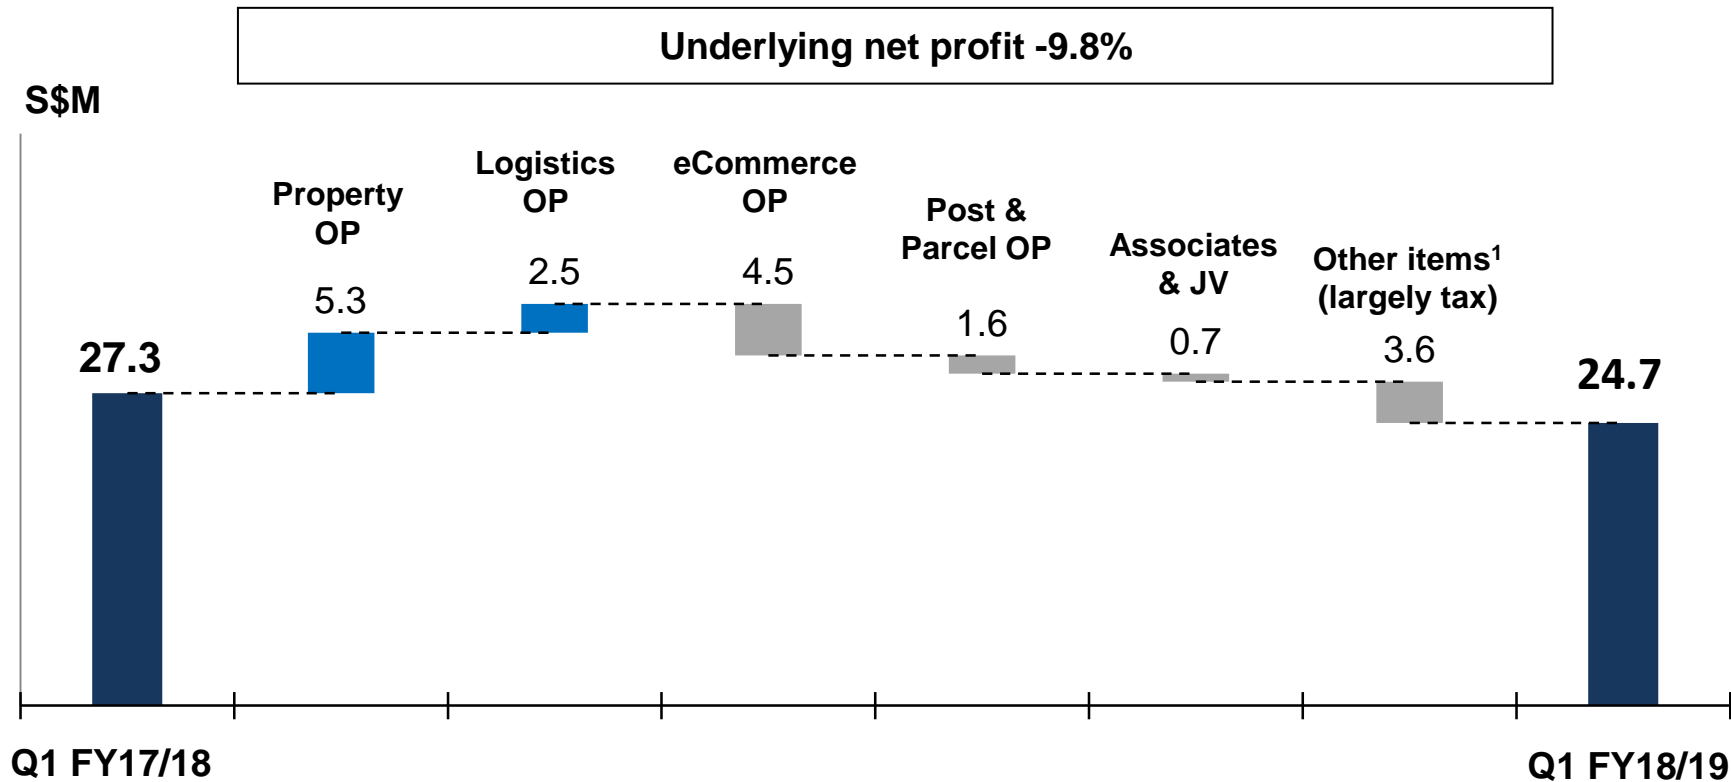 Underlying net profit -9.8%
S$M
27.3
Property
OP
5.3
Logistics
OP
2.5
eCommerce
OP
4.5
Post &
Parcel OP
1.6
Associates
& JV
0.7
Other items¹
(largely tax)
3.6
24.7
Q1 FY17/18
Q1 FY18/19